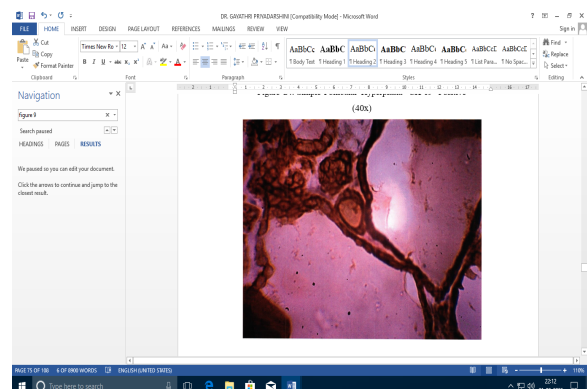 DR. GAYATHRI PRIYADARSHINI [Compatibility Mode] - Microsoft Word
FILE HOME INSERT DESIGN PAGE LAYOUT REFERENCES MAILINGS REVIEW VIEW Sign in
Cut
Copy
Format Painter
Paste
Times New Ro 12
AaBbCc AaBbC AaBbCc AaBbC AaBbCc AaBbC AaBbCcD AaBbCcD
¶ Body Text ¶ Heading 1 ¶ Heading 2 ¶ Heading 3 ¶ Heading 4 ¶ Heading 5 ¶ List Para... ¶ No Spac...
Find
Replace
Select
Clipboard Font Paragraph Styles Editing
Navigation
figure 9
Search paused
HEADINGS PAGES RESULTS
We paused so you can edit your document.
Click the arrows to continue and jump to the
closest result.
(40x)
PAGE 75 OF 100 6 OF 8900 WORDS ENGLISH (UNITED STATES) 110%
Type here to search
22:12